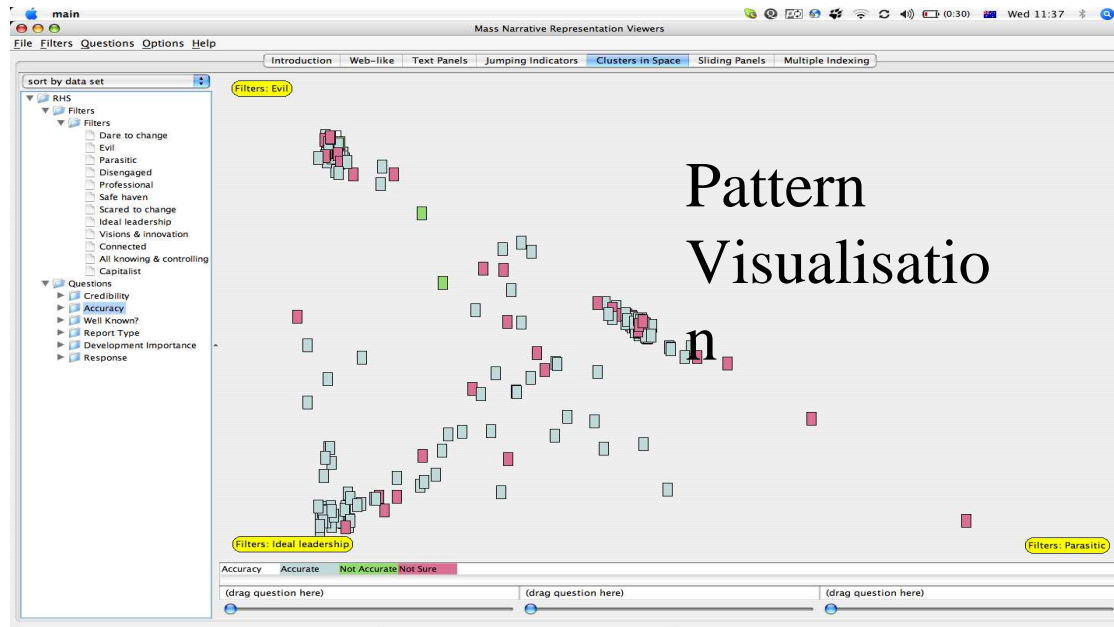 main
(0:30)
Wed 11:37
Mass Narrative Representation Viewers
File Filters Questions Options Help
Introduction Web-like Text Panels Jumping Indicators Clusters in Space Sliding Panels Multiple Indexing
sort by data set
RHS
Filters
Filters
Dare to change
Evil
Parasitic
Disengaged
Professional
Safe haven
Scared to change
Ideal leadership
Visions & innovation
Connected
All knowing & controlling
Capitalist
Questions
Credibility
Accuracy
Well Known?
Report Type
Development Importance
Response
Filters: Evil
Pattern
Visualisatio
n
Filters: Ideal leadership
Filters: Parasitic
Accuracy Accurate Not Accurate Not Sure
(drag question here) (drag question here) (drag question here)